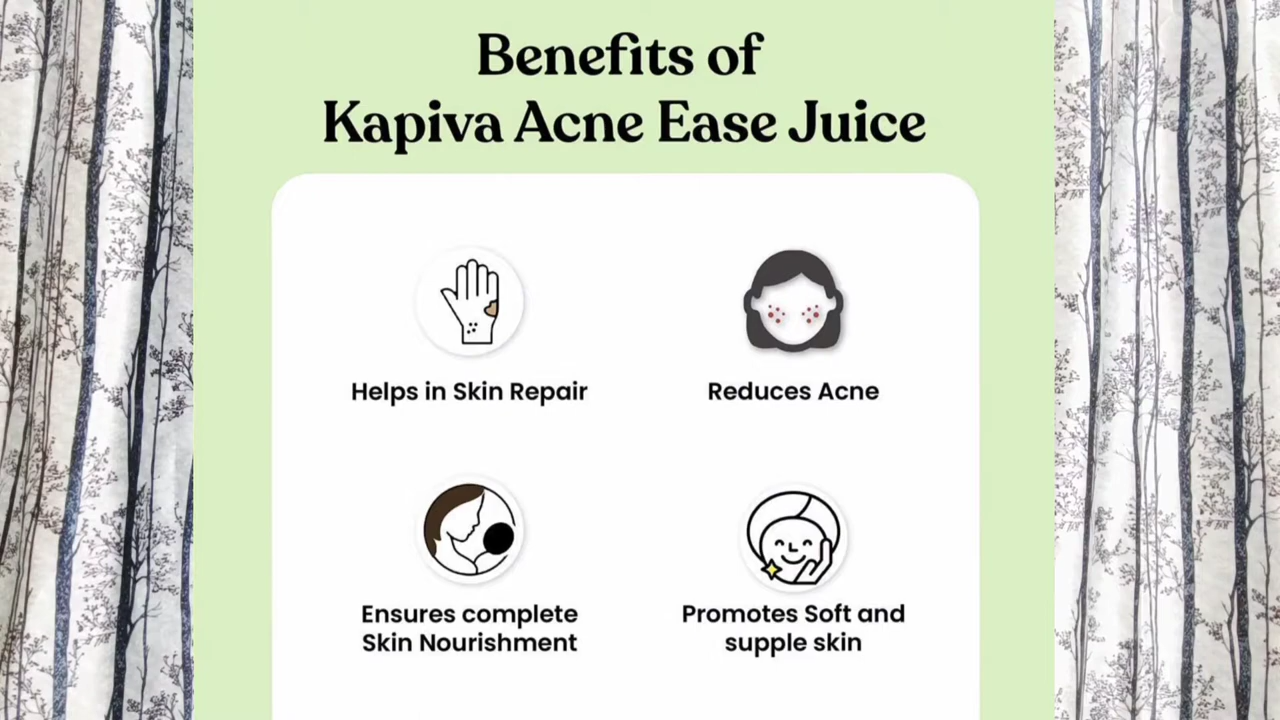 Benefits of
Kapiva Acne Ease Juice
Helps in Skin Repair
Reduces Acne
Ensures complete
Skin Nourishment
Promotes Soft and
supple skin